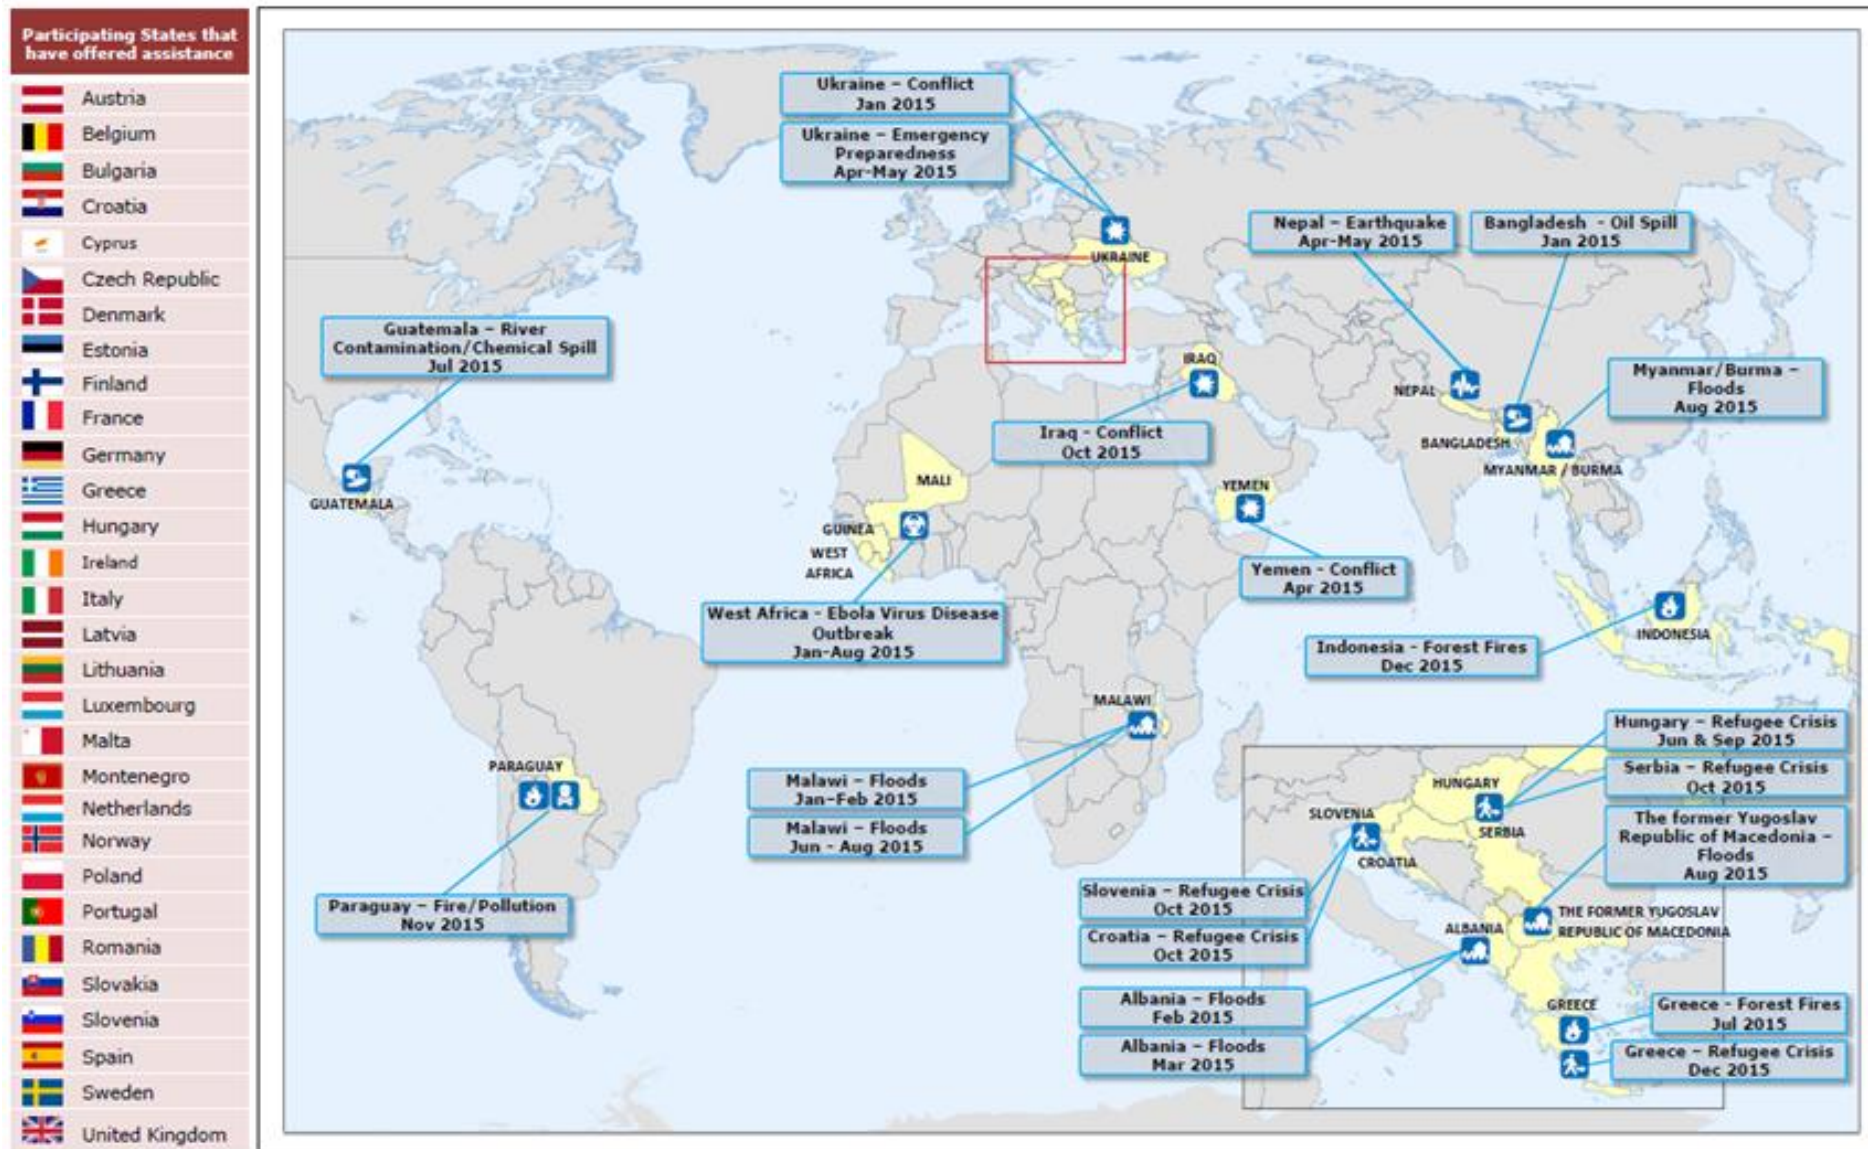 Participating States that
have offered assistance
Austria
Belgium
Bulgaria
Croatia
Cyprus
Czech Republic
Denmark
Estonia
Finland
France
Germany
Greece
Hungary
Ireland
Italy
Latvia
Lithuania
Luxembourg
Malta
Montenegro
Netherlands
Norway
Poland
Portugal
Romania
Slovakia
Slovenia
Spain
Sweden
United Kingdom
Ukraine – Conflict
Jan 2015
Ukraine – Emergency
Preparedness
Apr-May 2015
UKRAINE
Nepal – Earthquake
Apr-May 2015
Bangladesh - Oil Spill
Jan 2015
Guatemala – River
Contamination/Chemical Spill
Jul 2015
GUATEMALA
IRAQ
Iraq - Conflict
Oct 2015
NEPAL
BANGLADESH
MYANMAR / BURMA
Myanmar/Burma –
Floods
Aug 2015
MALI
GUINEA
WEST
AFRICA
YEMEN
Yemen - Conflict
Apr 2015
West Africa - Ebola Virus Disease
Outbreak
Jan-Aug 2015
INDONESIA
Indonesia - Forest Fires
Dec 2015
MALAWI
Malawi – Floods
Jan-Feb 2015
Malawi – Floods
Jun - Aug 2015
PARAGUAY
Paraguay – Fire/Pollution
Nov 2015
Hungary – Refugee Crisis
Jun & Sep 2015
Serbia – Refugee Crisis
Oct 2015
The former Yugoslav
Republic of Macedonia –
Floods
Aug 2015
HUNGARY
SLOVENIA
SERBIA
CROATIA
Slovenia – Refugee Crisis
Oct 2015
Croatia – Refugee Crisis
Oct 2015
THE FORMER YUGOSLAV
REPUBLIC OF MACEDONIA
ALBANIA
Albania – Floods
Feb 2015
Albania – Floods
Mar 2015
GREECE
Greece - Forest Fires
Jul 2015
Greece – Refugee Crisis
Dec 2015